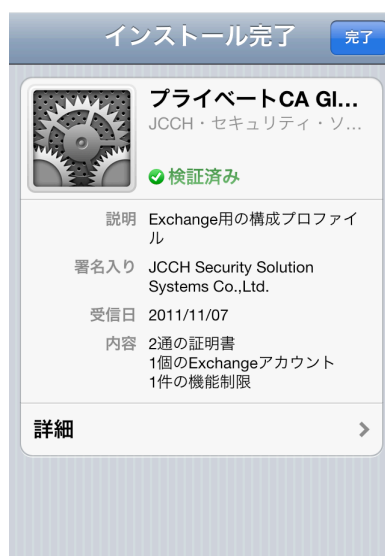 インストール完了
完了
プライベートCA Gl...
JCCH・セキュリティ・ソ...
検証済み
説明 Exchange用の構成プロファイ
ル
署名入り JCCH Security Solution
Systems Co.,Ltd.
受信日 2011/11/07
内容 2通の証明書
1個のExchangeアカウント
1件の機能制限
詳細